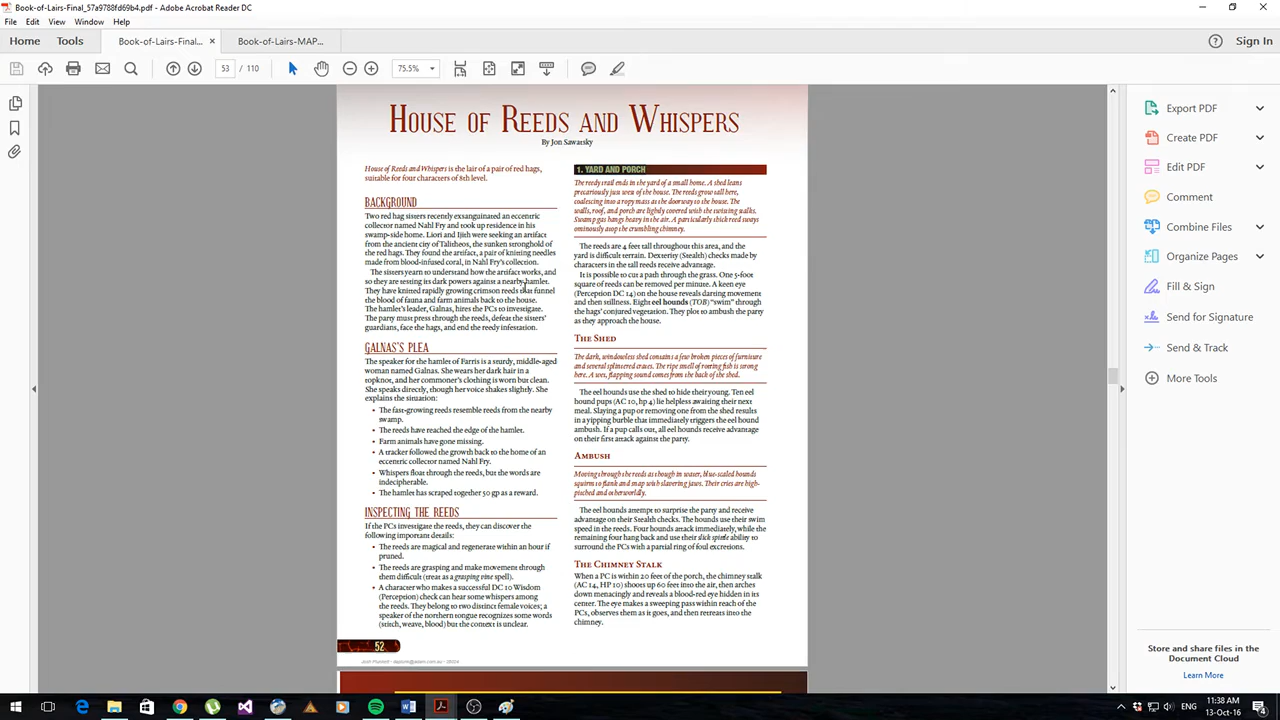 Book-of-Lairs-Final_57a9788fd69b4.pdf - Adobe Acrobat Reader DC
File Edit View Window Help
Home Tools Book-of-Lairs-Final... × Book-of-Lairs-MAP... Sign In
53 / 110 75.5%
House of Reeds and Whispers
By Jon Sawatsky
House of Reeds and Whispers is the lair of a pair of red hags,
suitable for four characters of 8th level.
Background
Two red hag sisters recently exsanguinated an eccentric
collector named Nahl Fry and took up residence in his
swamp-side home. Liori and Ijith were seeking an artifact
from the ancient city of Talitheos, the sunken stronghold of
the red hags. They found the artifact, a pair of knitting needles
made from blood-infused coral, in Nahl Fry's collection.
The sisters yearn to understand how the artifact works, and
so they are testing its dark powers against a nearby hamlet.
They have knitted rapidly growing crimson reeds that funnel
the blood of fauna and farm animals back to the house.
The hamlet's leader, Galnas, hires the PCs to investigate.
The party must press through the reeds, defeat the sisters'
guardians, face the hags, and end the reedy infestation.
Galnas's Plea
The speaker for the hamlet of Farris is a sturdy, middle-aged
woman named Galnas. She wears her dark hair in a
topknot, and her commoner's clothing is worn but clean.
She speaks directly, though her voice shakes slightly. She
explains the situation:
• The fast-growing reeds resemble reeds from the nearby
swamp.
• The reeds have reached the edge of the hamlet.
• Farm animals have gone missing.
• A tracker followed the growth back to the home of an
eccentric collector named Nahl Fry.
• Whispers float through the reeds, but the words are
indecipherable.
• The hamlet has scraped together 50 gp as a reward.
Inspecting the Reeds
If the PCs investigate the reeds, they can discover the
following important details:
• The reeds are magical and regenerate within an hour if
pruned.
• The reeds are grasping and make movement through
them difficult (treat as a grasping vine spell).
• A character who makes a successful DC 10 Wisdom
(Perception) check can hear some whispers among
the reeds. They belong to two distinct female voices; a
speaker of the northern tongue recognizes some words
(stitch, weave, blood) but the context is unclear.
1. Yard and Porch
The reedy trail ends in the yard of a small home. A shed leans
precariously just west of the house. The reeds grow tall here,
coalescing into a ropy mass at the doorway to the house. The
walls, roof, and porch are lightly covered with the twisting stalks.
Swamp gas hangs heavy in the air. A particularly thick reed sways
ominously atop the crumbling chimney.
The reeds are 4 feet tall throughout this area, and the
yard is difficult terrain. Dexterity (Stealth) checks made by
characters in the tall reeds receive advantage.
It is possible to cut a path through the grass. One 5-foot
square of reeds can be removed per minute. A keen eye
(Perception DC 14) on the house reveals darting movement
and then stillness. Eight eel hounds (TOB) "swim" through
the hags' conjured vegetation. They plot to ambush the party
as they approach the house.
The Shed
The dark, windowless shed contains a few broken pieces of furniture
and several splintered crates. The ripe smell of rotting fish is strong
here. A wet, flapping sound comes from the back of the shed.
The eel hounds use the shed to hide their young. Ten eel
hound pups (AC 10, hp 4) lie helpless awaiting their next
meal. Slaying a pup or removing one from the shed results
in a yipping burble that immediately triggers the eel hound
ambush. If a pup calls out, all eel hounds receive advantage
on their first attack against the party.
Ambush
Moving through the reeds as though in water, blue-scaled hounds
squirm to flank and snap with slavering jaws. Their cries are high-
pitched and otherworldly.
The eel hounds attempt to surprise the party and receive
advantage on their Stealth checks. The hounds use their swim
speed in the reeds. Four hounds attack immediately, while the
remaining four hang back and use their slick spittle ability to
surround the PCs with a partial ring of foul excretions.
The Chimney Stalk
When a PC is within 20 feet of the porch, the chimney stalk
(AC 14, HP 10) shoots up 60 feet into the air, then arches
down menacingly and reveals a blood-red eye hidden in its
center. The eye makes a sweeping pass within reach of the
PCs, observes them as it goes, and then retreats into the
chimney.
52
Export PDF
Create PDF
Edit PDF
Comment
Combine Files
Organize Pages
Fill & Sign
Send for Signature
Send & Track
More Tools
Store and share files in the
Document Cloud
Learn More
11:38 AM
13-Oct-16